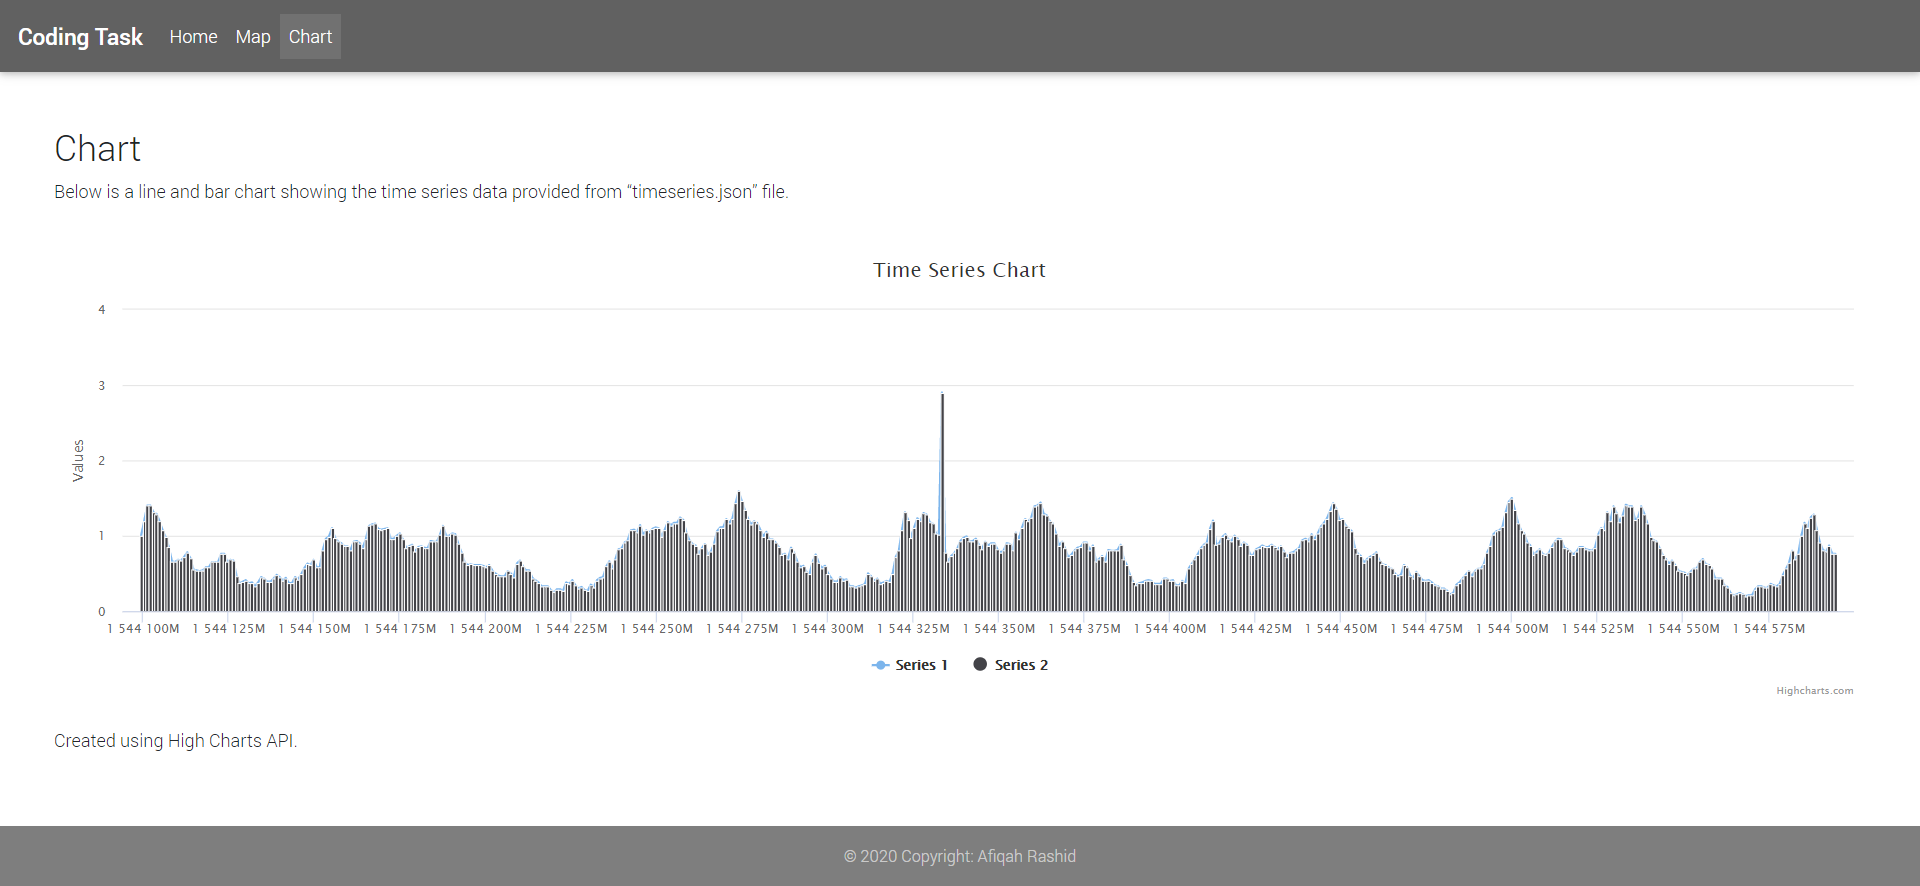 Coding Task Home Map Chart
Chart
Below is a line and bar chart showing the time series data provided from “timeseries.json” file.
Time Series Chart
4
3
2
1
0
Values
1 544 100M 1 544 125M 1 544 150M 1 544 175M 1 544 200M 1 544 225M 1 544 250M 1 544 275M 1 544 300M 1 544 325M 1 544 350M 1 544 375M 1 544 400M 1 544 425M 1 544 450M 1 544 475M 1 544 500M 1 544 525M 1 544 550M 1 544 575M
Series 1 Series 2
Highcharts.com
Created using High Charts API.
© 2020 Copyright: Afiqah Rashid